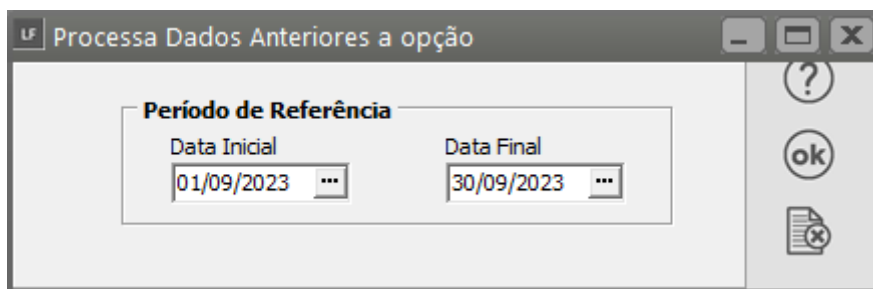 LF Processa Dados Anteriores a opção
Período de Referência
Data Inicial Data Final
01/09/2023 ... 30/09/2023 ...
?
ok